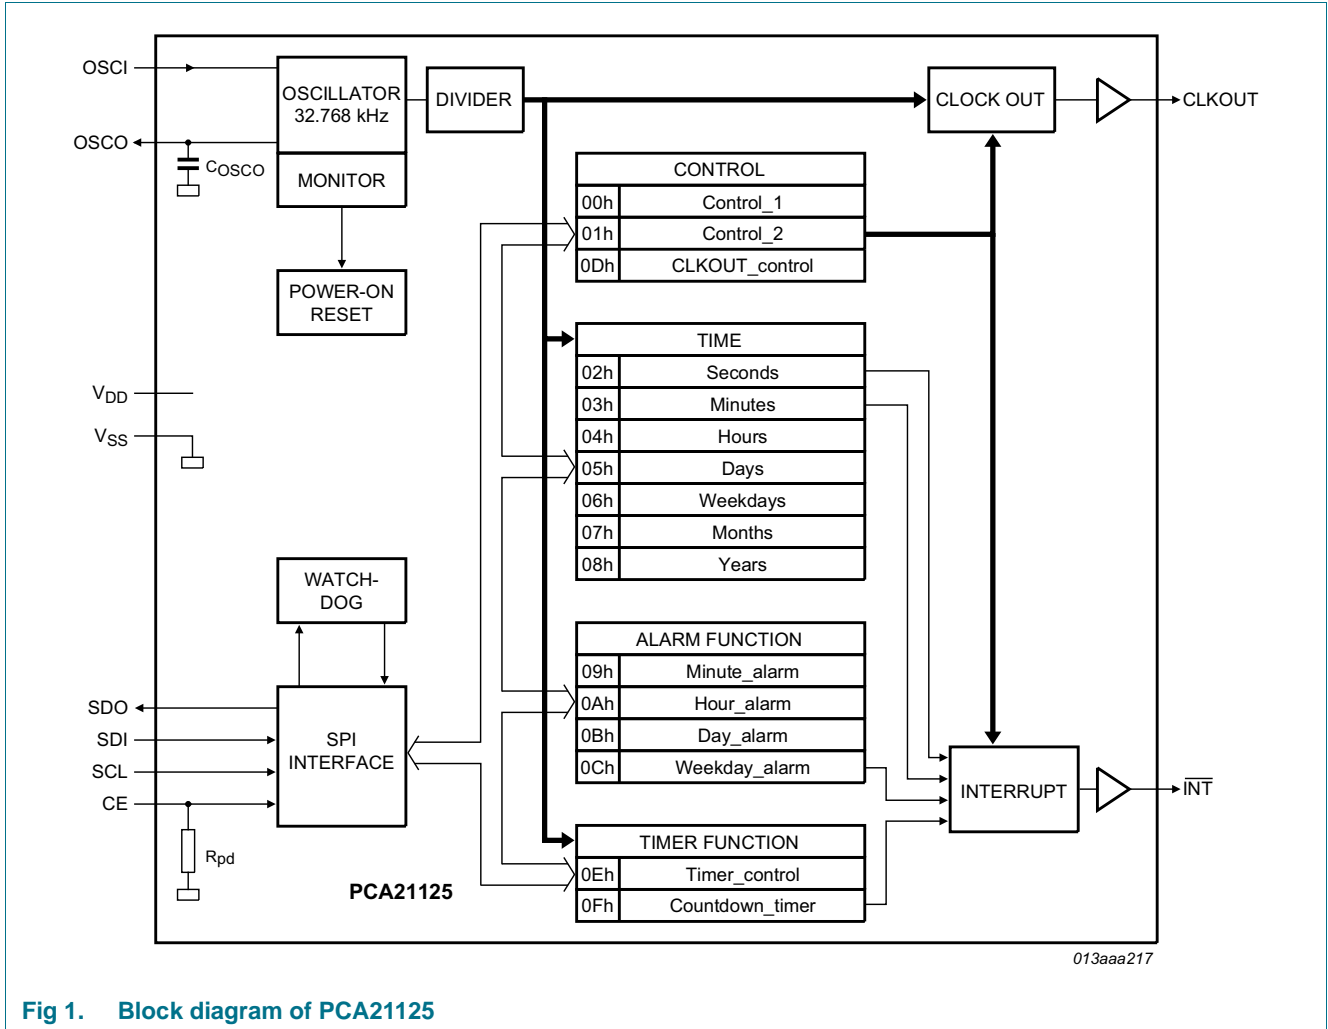 OSCI
OSCO
OSCILLATOR
32.768 kHz
MONITOR
COSCO
DIVIDER
CLOCK OUT
CLKOUT
POWER-ON
RESET
CONTROL
00h Control_1
01h Control_2
0Dh CLKOUT_control
VDD
VSS
TIME
02h Seconds
03h Minutes
04h Hours
05h Days
06h Weekdays
07h Months
08h Years
WATCH-
DOG
ALARM FUNCTION
09h Minute_alarm
0Ah Hour_alarm
0Bh Day_alarm
0Ch Weekday_alarm
SDO
SDI
SCL
CE
SPI
INTERFACE
Rpd
PCA21125
INTERRUPT
INT
TIMER FUNCTION
0Eh Timer_control
0Fh Countdown_timer
013aaa217
Fig 1. Block diagram of PCA21125